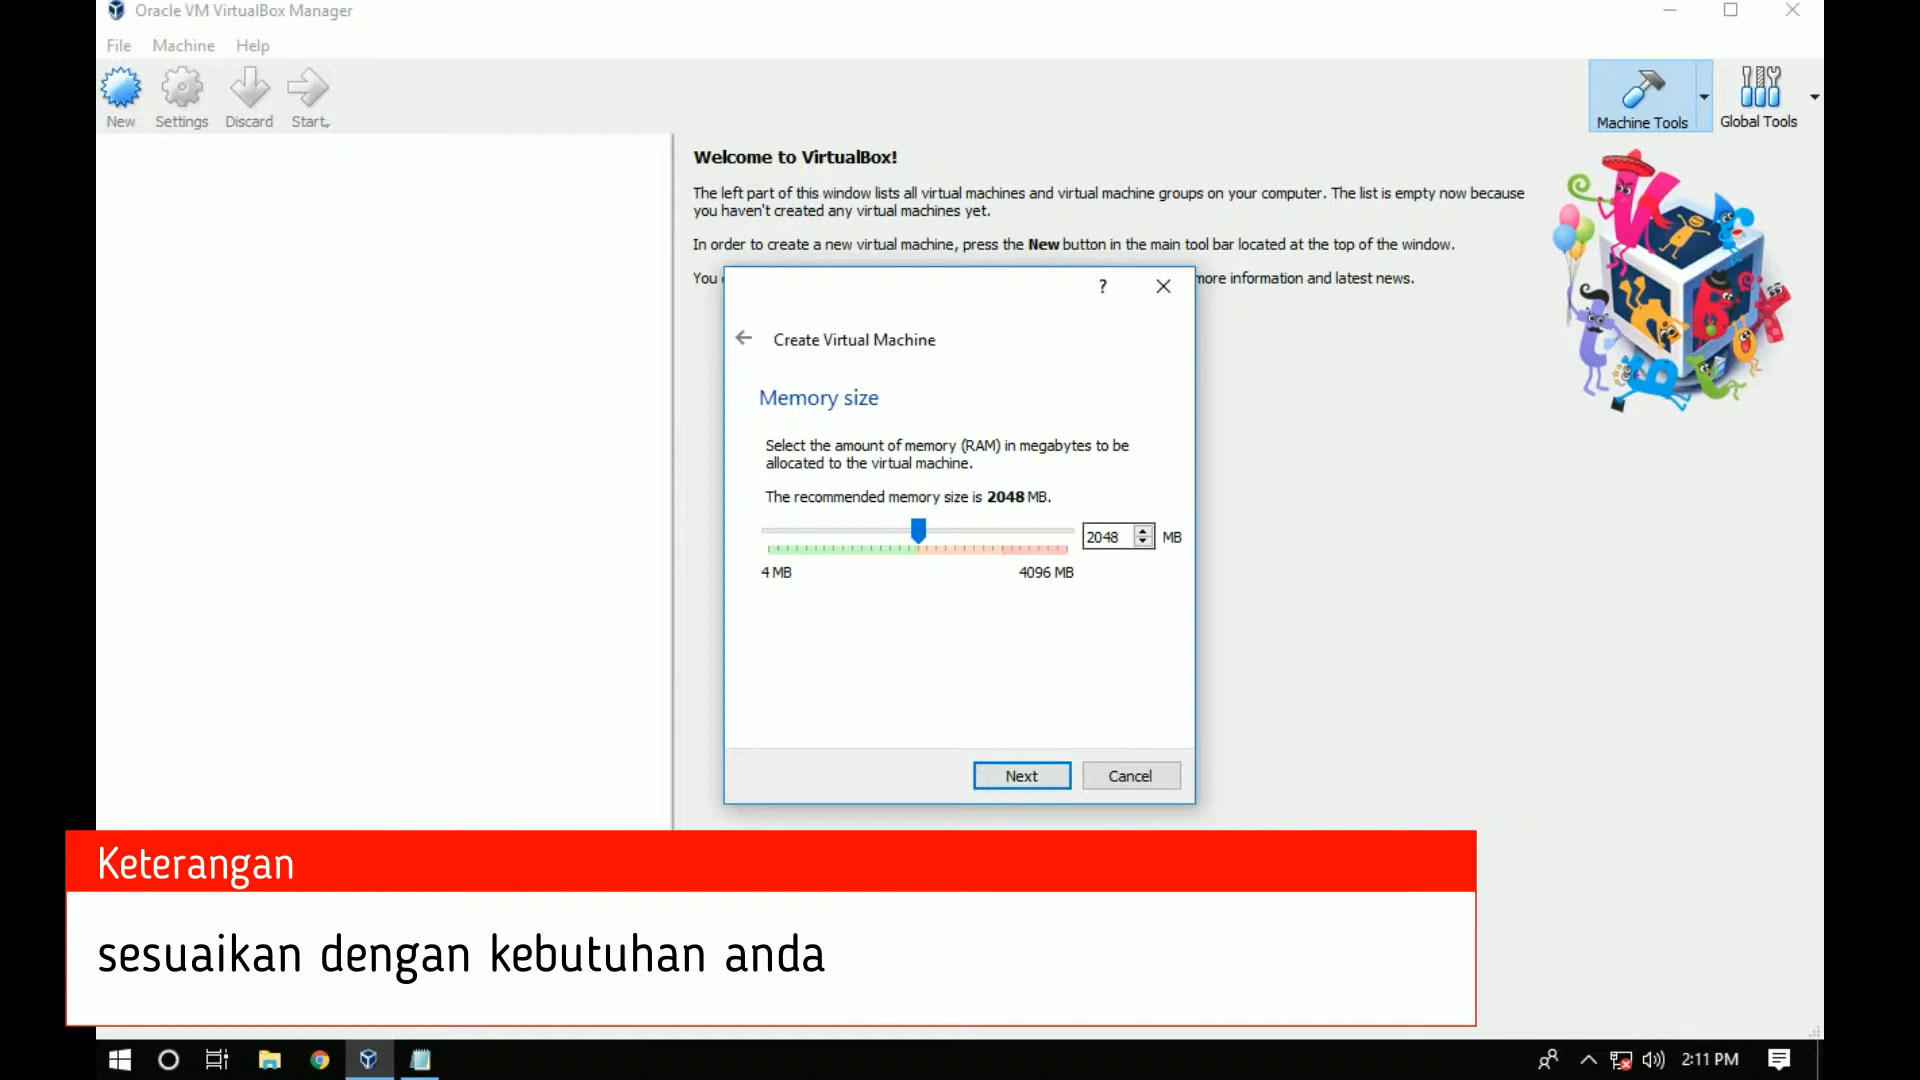 Oracle VM VirtualBox Manager
File Machine Help
New Settings Discard Start
Machine Tools Global Tools
Welcome to VirtualBox!
The left part of this window lists all virtual machines and virtual machine groups on your computer. The list is empty now because
you haven't created any virtual machines yet.
In order to create a new virtual machine, press the New button in the main tool bar located at the top of the window.
You more information and latest news.
?
Create Virtual Machine
Memory size
Select the amount of memory (RAM) in megabytes to be
allocated to the virtual machine.
The recommended memory size is 2048 MB.
2048 MB
4 MB 4096 MB
Next Cancel
Keterangan
sesuaikan dengan kebutuhan anda
2:11 PM